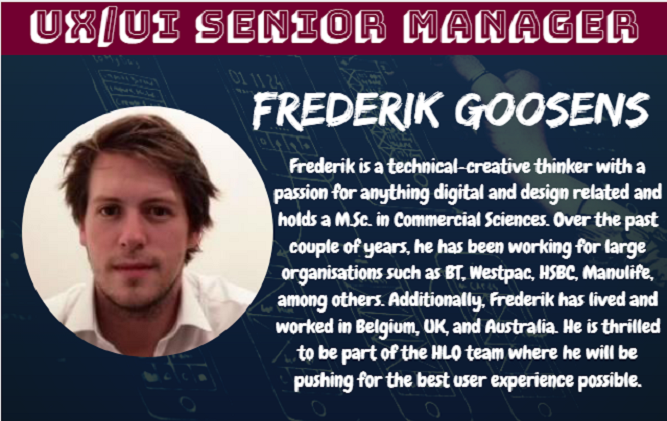 UX/UI SENIOR MANAGER
FREDERIK GOOSENS
Frederik is a technical-creative thinker with a
passion for anything digital and design related and
holds a M.Sc. in Commercial Sciences. Over the past
couple of years, he has been working for large
organisations such as BT, Westpac, HSBC, Manulife,
among others. Additionally, Frederik has lived and
worked in Belgium, UK, and Australia. He is thrilled
to be part of the HLQ team where he will be
pushing for the best user experience possible.